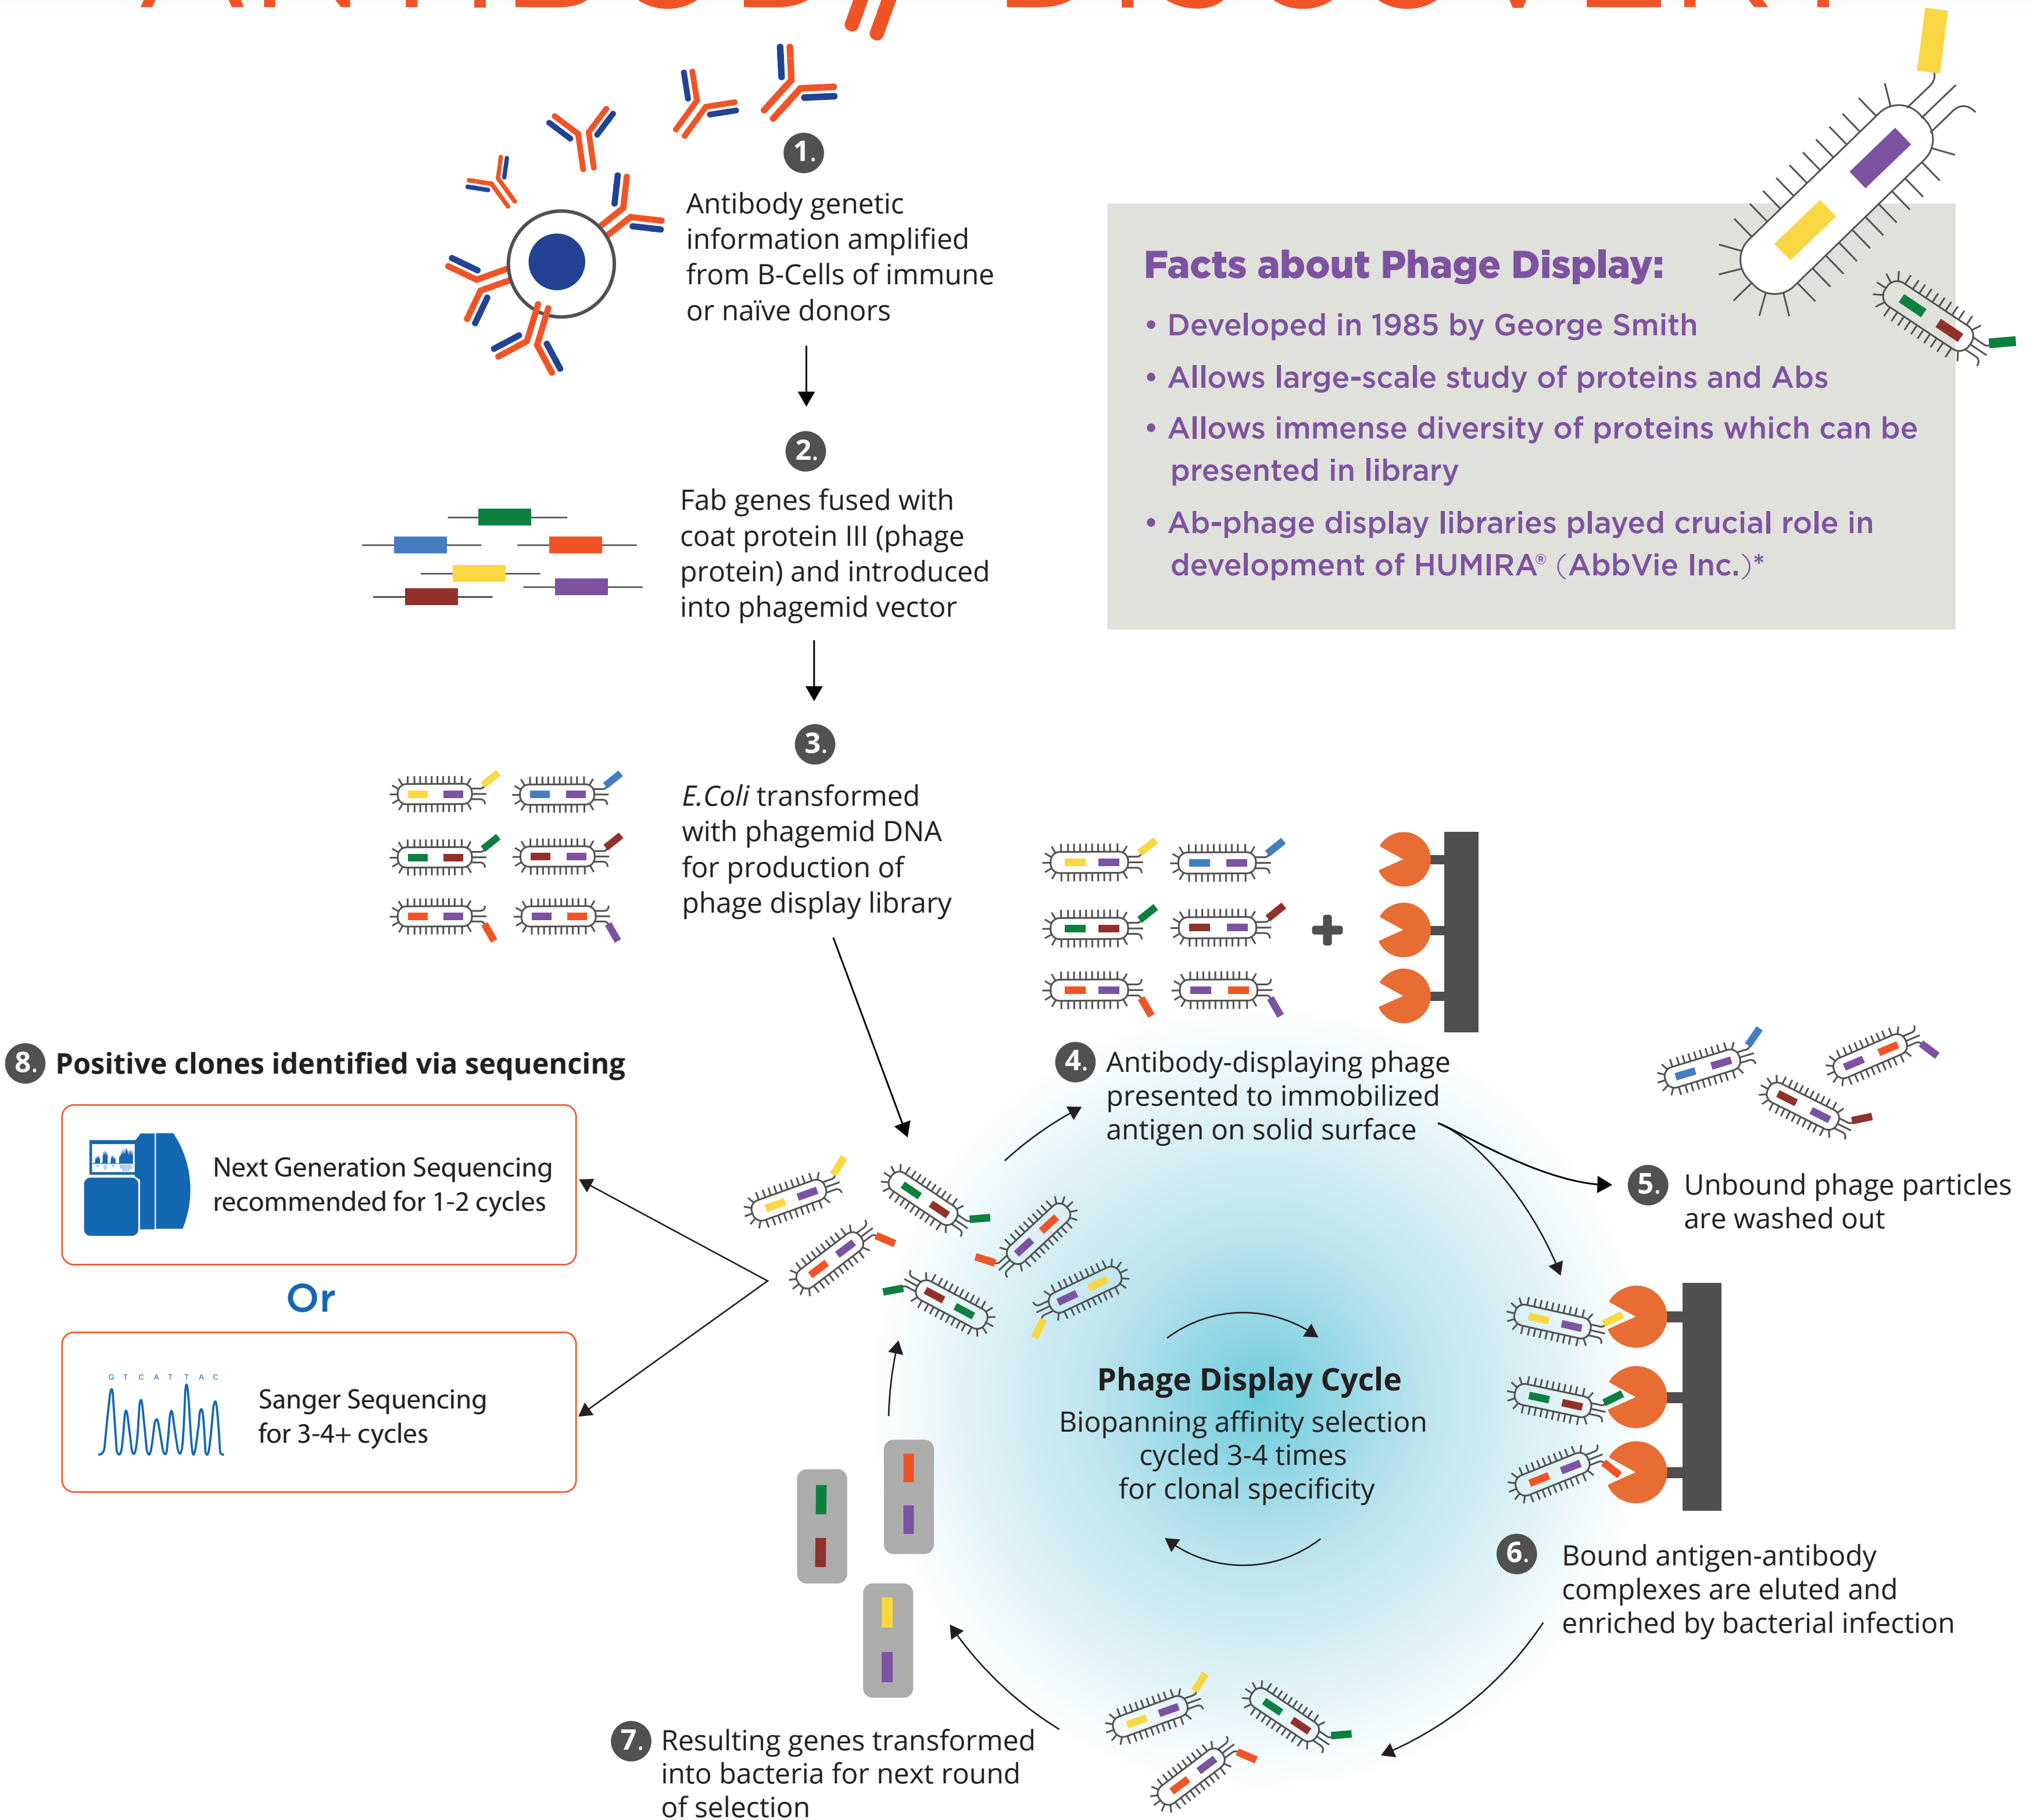 ANTIBODY DISCOVERY
1.
Antibody genetic
information amplified
from B-Cells of immune
or naïve donors
Facts about Phage Display:
• Developed in 1985 by George Smith
• Allows large-scale study of proteins and Abs
• Allows immense diversity of proteins which can be
presented in library
• Ab-phage display libraries played crucial role in
development of HUMIRA® (AbbVie Inc.)*
2.
Fab genes fused with
coat protein III (phage
protein) and introduced
into phagemid vector
3.
E.Coli transformed
with phagemid DNA
for production of
phage display library
+
4. Antibody-displaying phage
presented to immobilized
antigen on solid surface
5. Unbound phage particles
are washed out
6. Bound antigen-antibody
complexes are eluted and
enriched by bacterial infection
Phage Display Cycle
Biopanning affinity selection
cycled 3-4 times
for clonal specificity
7. Resulting genes transformed
into bacteria for next round
of selection
8. Positive clones identified via sequencing
Next Generation Sequencing
recommended for 1-2 cycles
Or
G T C A T T A C
Sanger Sequencing
for 3-4+ cycles